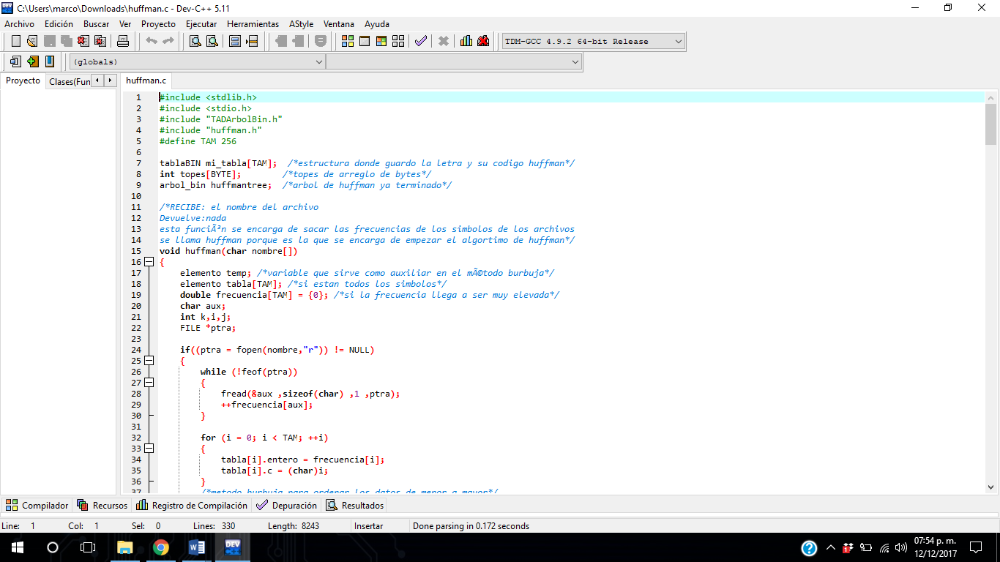 C:\Users\marco\Downloads\huffman.c - Dev-C++ 5.11
Archivo Edición Buscar Ver Proyecto Ejecutar Herramientas AStyle Ventana Ayuda
TDM-GCC 4.9.2 64-bit Release
(globals)
Proyecto Clases(Fun huffman.c
1 #include <stdlib.h>
2 #include <stdio.h>
3 #include "TADArbolBin.h"
4 #include "huffman.h"
5 #define TAM 256
6
7 tablaBIN mi_tabla[TAM]; /*estructura donde guardo la letra y su codigo huffman*/
8 int topes[BYTE]; /*topes de arreglo de bytes*/
9 arbol_bin huffmantree; /*arbol de huffman ya terminado*/
10
11 /*RECIBE: el nombre del archivo
12 Devuelve:nada
13 esta funciÃ³n se encarga de sacar las frecuencias de los simbolos de los archivos
14 se llama huffman porque es la que se encarga de empezar el algortimo de huffman*/
15 void huffman(char nombre[])
16 {
17 elemento temp; /*variable que sirve como auxiliar en el mÃ©todo burbuja*/
18 elemento tabla[TAM]; /*si estan todos los simbolos*/
19 double frecuencia[TAM] = {0}; /*si la frecuencia llega a ser muy elevada*/
20 char aux;
21 int k,i,j;
22 FILE *ptra;
23
24 if((ptra = fopen(nombre,"r")) != NULL)
25 {
26 while (!feof(ptra))
27 {
28 fread(&aux ,sizeof(char) ,1 ,ptra);
29 ++frecuencia[aux];
30 }
31
32 for (i = 0; i < TAM; ++i)
33 {
34 tabla[i].entero = frecuencia[i];
35 tabla[i].c = (char)i;
36 }
37 /*metodo burbuja para ordenar los datos de menor a mayor*/
Compilador Recursos Registro de Compilación Depuración Resultados
Line: 1 Col: 1 Sel: 0 Lines: 330 Length: 8243 Insertar Done parsing in 0.172 seconds
07:54 p. m.
12/12/2017